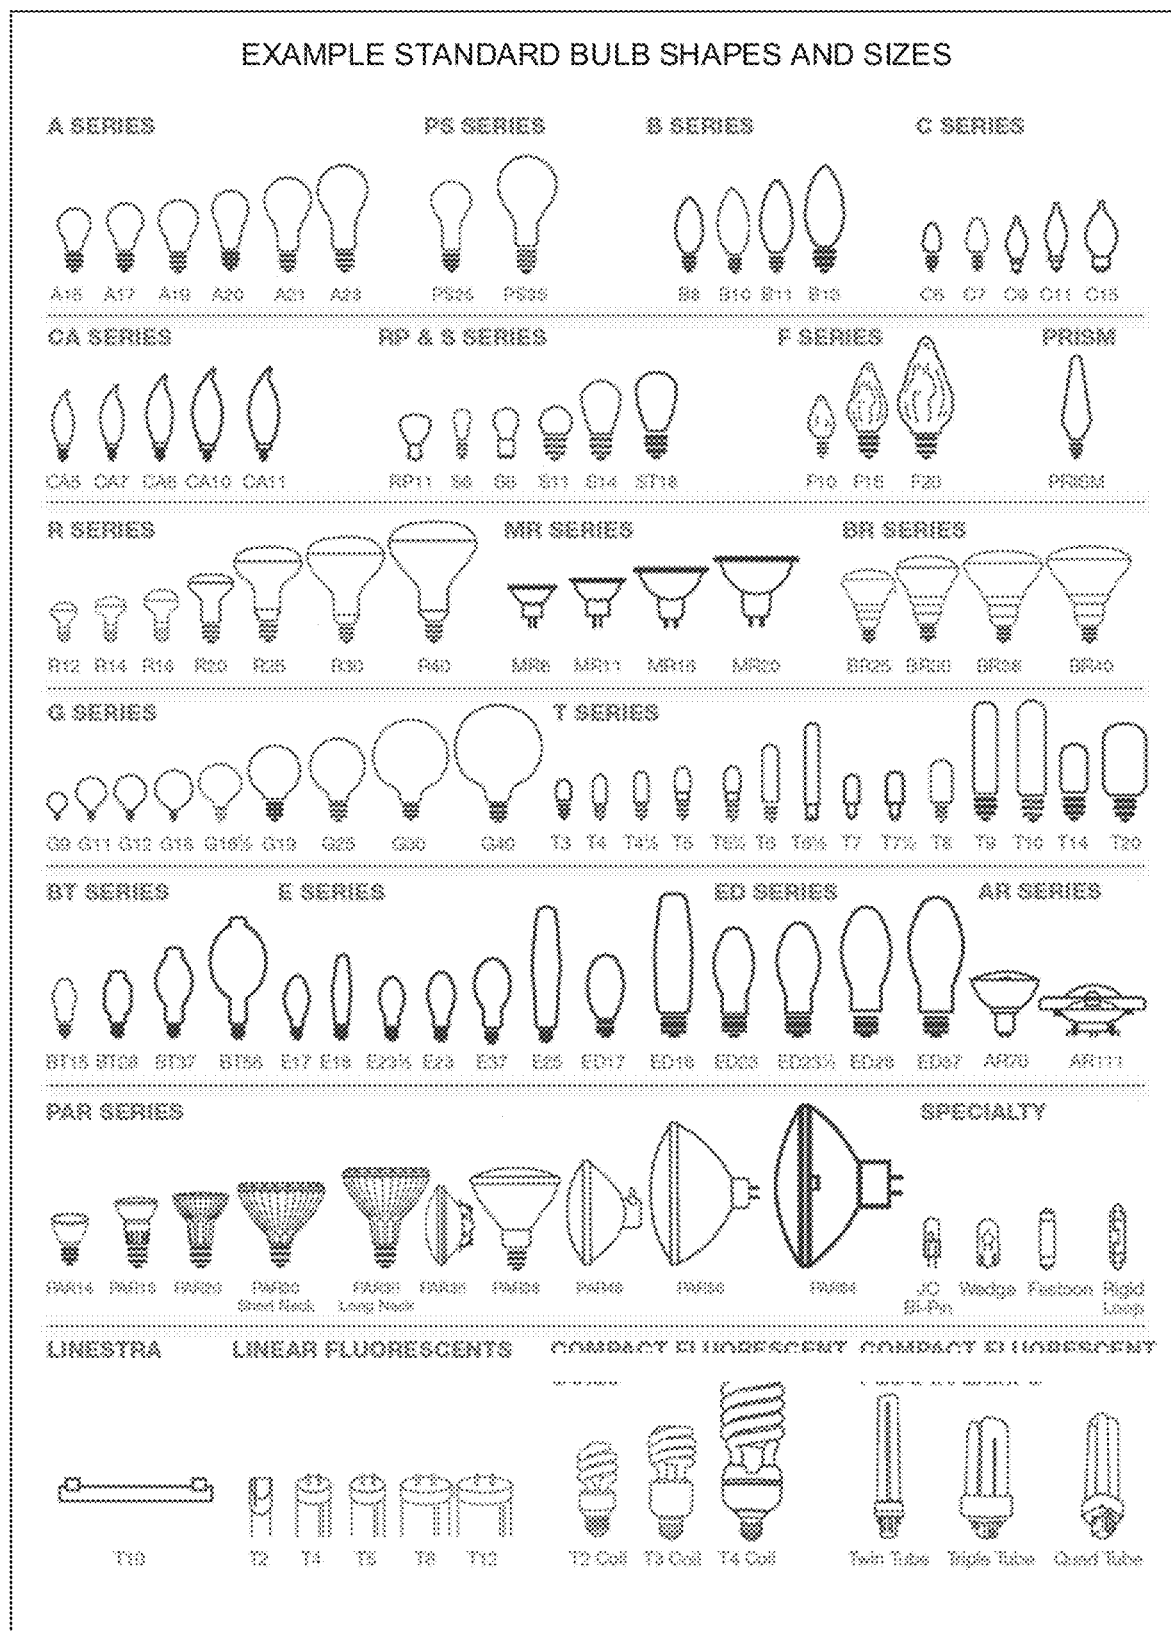 EXAMPLE STANDARD BULB SHAPES AND SIZES
A SERIES PS SERIES B SERIES C SERIES
A15 A17 A19 A20 A21 A23 PS25 PS35 B8 B10 B11 B13 C6 C7 C9 C11 C15
CA SERIES RP & S SERIES F SERIES PRISM
CA5 CA7 CA8 CA10 CA11 RP11 S6 S8 S11 S14 ST18 F10 F15 F20 PRISM
R SERIES MR SERIES BR SERIES
R12 R14 R16 R20 R25 R30 R40 MR8 MR11 MR16 MR20 BR25 BR30 BR38 BR40
G SERIES T SERIES
G9 G11 G12 G16 G16½ G19 G25 G30 G40 T3 T4 T4½ T5 T5½ T6 T6½ T7 T7½ T8 T9 T10 T14 T20
BT SERIES E SERIES ED SERIES AR SERIES
BT15 BT28 BT37 BT56 E17 E18 E23½ E23 E37 E25 ED17 ED18 ED23 ED23½ ED28 ED37 AR70 AR111
PAR SERIES SPECIALTY
PAR14 PAR16 PAR20 PAR30 PAR30 PAR36 PAR38 PAR46 PAR56 PAR64 JC Wedge Festoon Rigid
Short Neck Long Neck Bi-Pin Loop
LINESTRA LINEAR FLUORESCENTS COMPACT FLUORESCENT COMPACT FLUORESCENT
T10 T2 T4 T5 T8 T12 T2 Coil T3 Coil T4 Coil Twin Tube Triple Tube Quad Tube